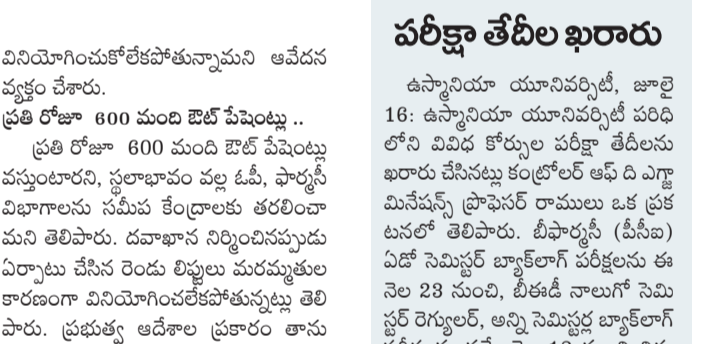 వినియోగించుకోలేకపోతున్నామని ఆవేదన
వ్యక్తం చేశారు.
ప్రతి రోజూ 600 మంది ఔట్ పేషెంట్లు ..
ప్రతి రోజూ 600 మంది ఔట్ పేషెంట్లు
వస్తుంటారని, స్థలాభావం వల్ల ఓపీ, ఫార్మసీ
విభాగాలను సమీప కేంద్రాలకు తరలించా
మని తెలిపారు. దవాఖాన నిర్మించినప్పుడు
ఏర్పాటు చేసిన రెండు లిఫ్టులు మరమ్మతుల
కారణంగా వినియోగించలేకపోతున్నట్లు తెలి
పారు. ప్రభుత్వ ఆదేశాల ప్రకారం తాను
పరీక్షా తేదీల ఖరారు
ఉస్మానియా యూనివర్సిటీ, జూలై
16: ఉస్మానియా యూనివర్సిటీ పరిధి
లోని వివిధ కోర్సుల పరీక్షా తేదీలను
ఖరారు చేసినట్లు కంట్రోలర్ ఆఫ్ ది ఎగ్జా
మినేషన్స్ ప్రొఫెసర్ రాములు ఒక ప్రక
టనలో తెలిపారు. బీఫార్మసీ (పీసీఐ)
ఏడో సెమిస్టర్ బ్యాక్‌లాగ్ పరీక్షలను ఈ
నెల 23 నుంచి, బీఈడీ నాలుగో సెమి
స్టర్ రెగ్యులర్, అన్ని సెమిస్టర్ల బ్యాక్‌లాగ్